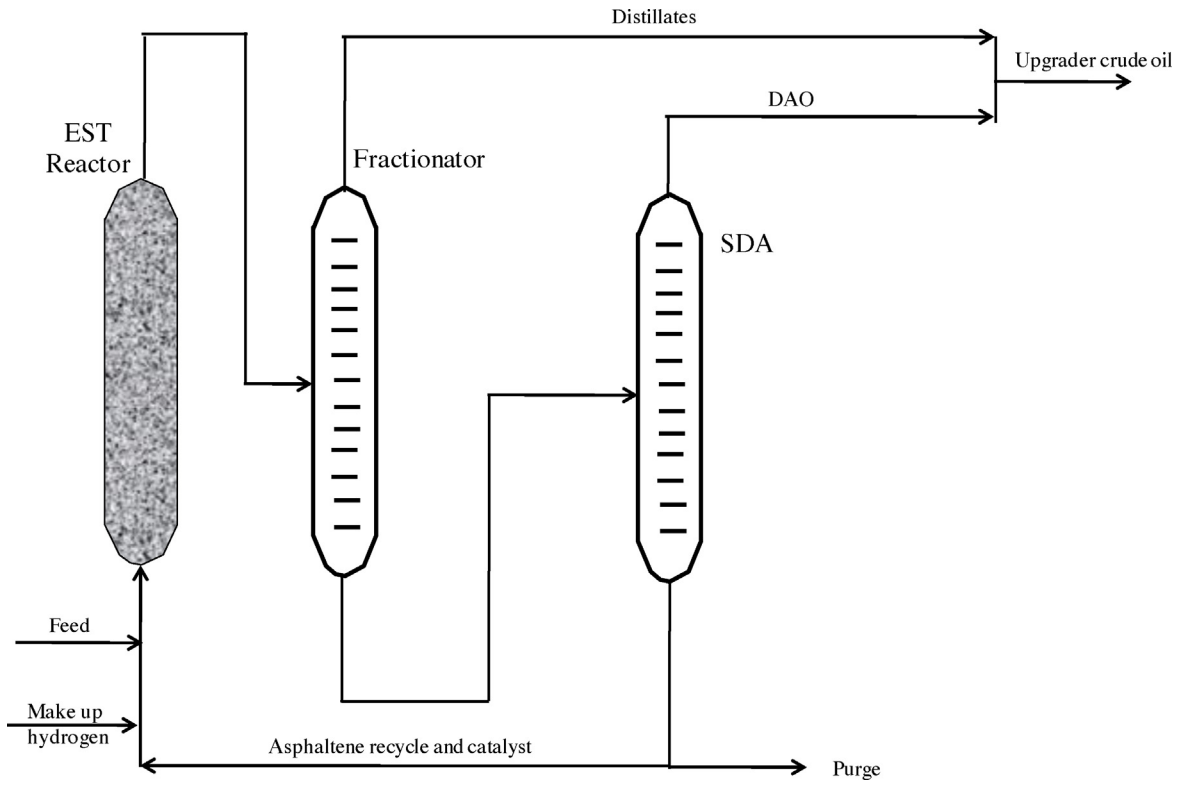 Distillates
Upgrader crude oil
DAO
EST
Reactor
Fractionator
SDA
Feed
Make up
hydrogen
Asphaltene recycle and catalyst
Purge